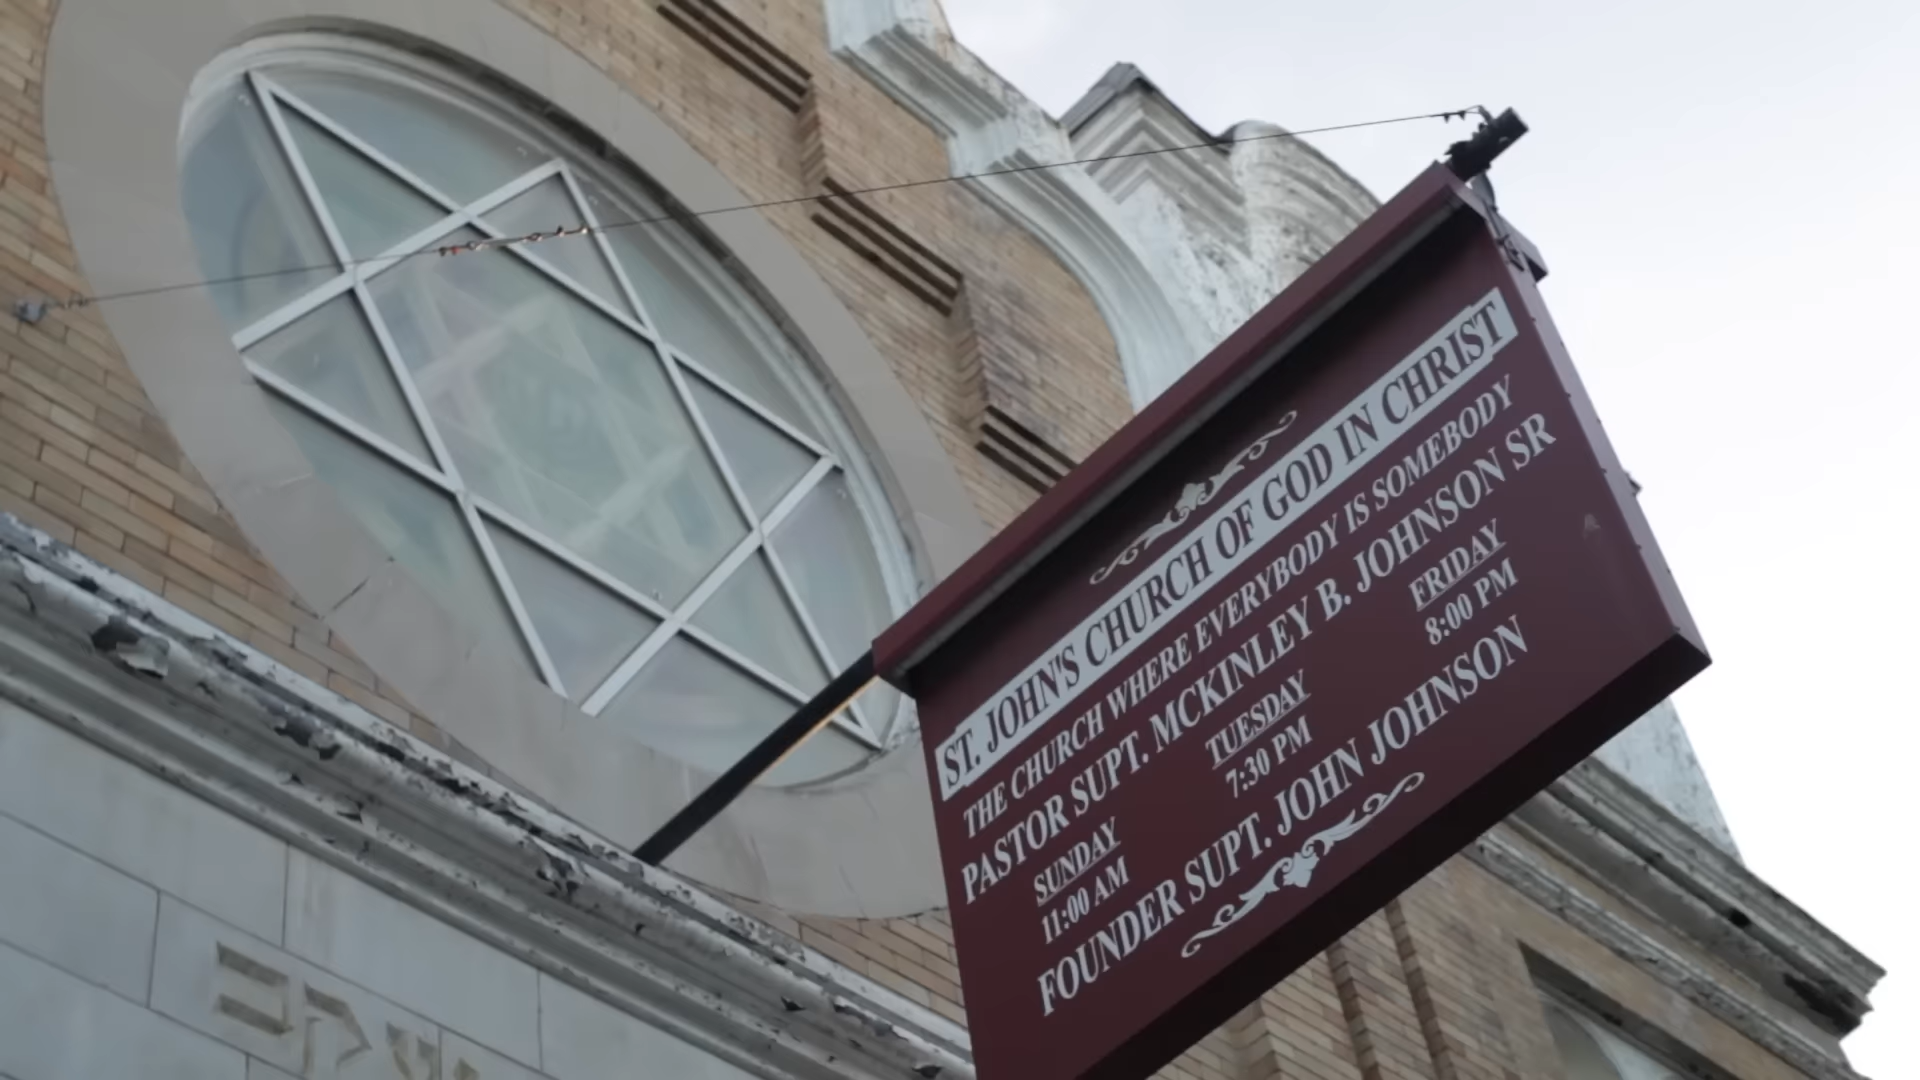 ST. JOHN'S CHURCH OF GOD IN CHRIST
THE CHURCH WHERE EVERYBODY IS SOMEBODY
PASTOR SUPT. MCKINLEY B. JOHNSON SR
SUNDAY TUESDAY FRIDAY
11:00 AM 7:30 PM 8:00 PM
FOUNDER SUPT. JOHN JOHNSON